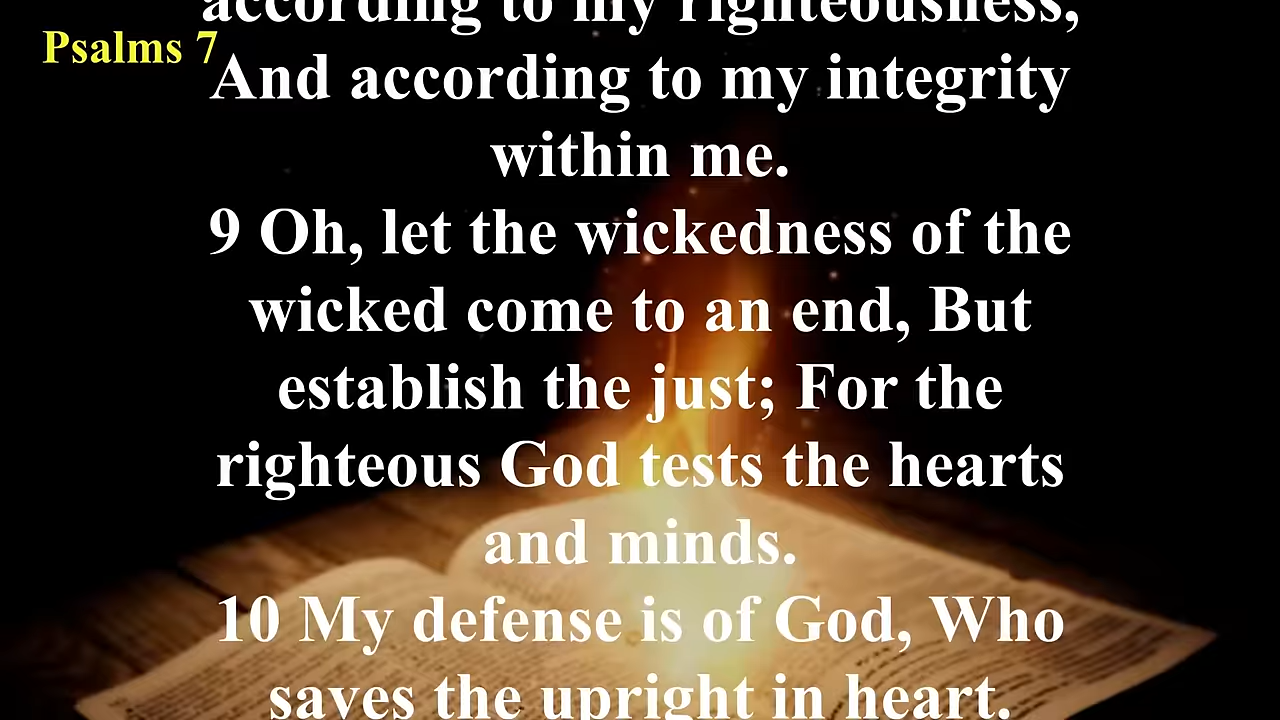 according to my righteousness,
Psalms 7
And according to my integrity
within me.
9 Oh, let the wickedness of the
wicked come to an end, But
establish the just; For the
righteous God tests the hearts
and minds.
10 My defense is of God, Who
saves the upright in heart.